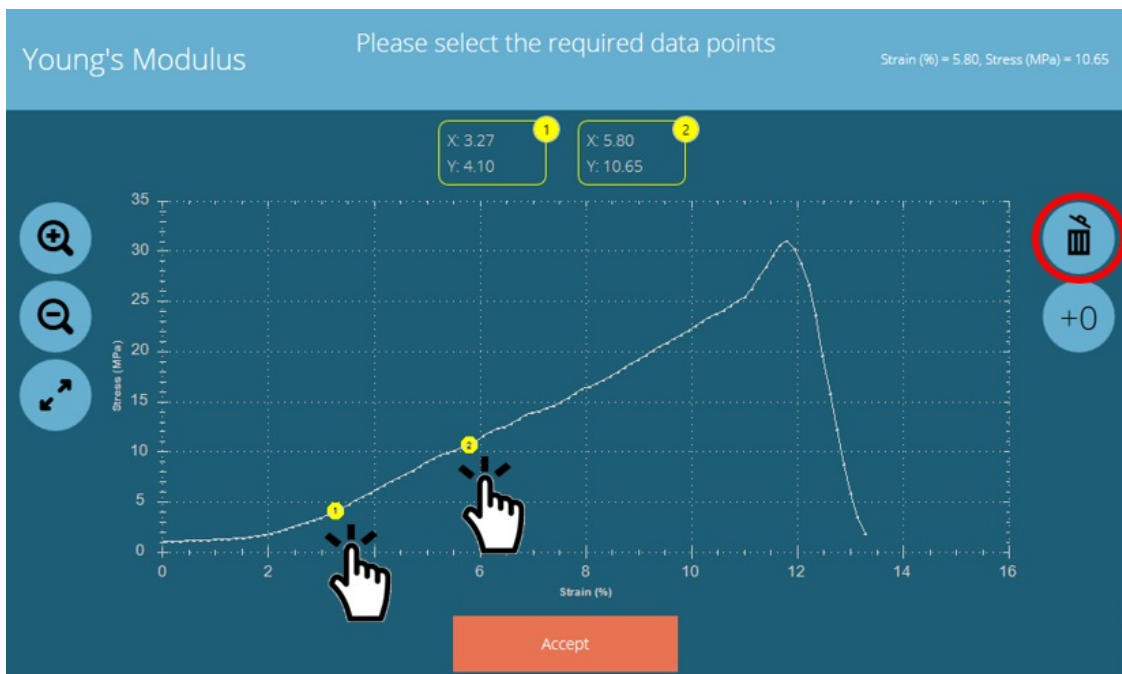 Young's Modulus
Please select the required data points
Strain (%) = 5.80, Stress (MPa) = 10.65
X: 3.27
Y: 4.10
1
X: 5.80
Y: 10.65
2
35
30
25
20
15
10
5
0
Stress (MPa)
+0
1
2
0
2
6
8
10
12
14
16
Strain (%)
Accept